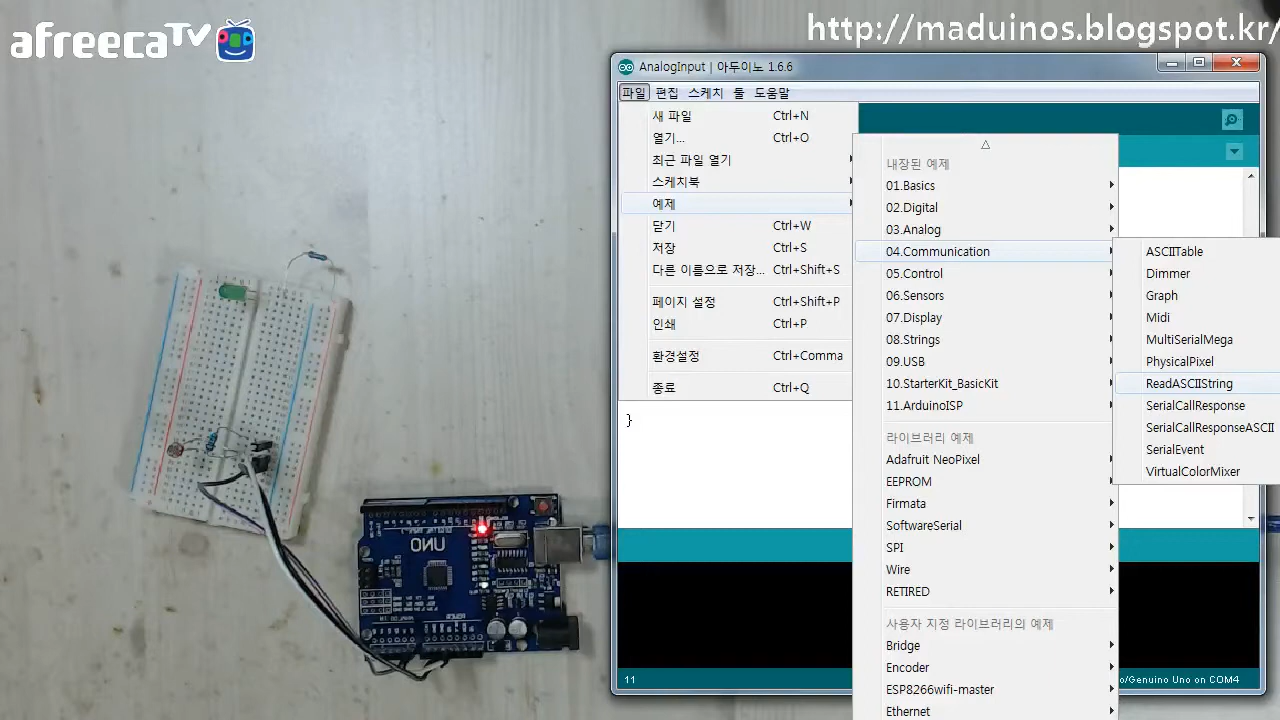 afreecaTV
http://maduinos.blogspot.kr/
AnalogInput | 아두이노 1.6.6
파일 편집 스케치 툴 도움말
새 파일 Ctrl+N
열기... Ctrl+O
최근 파일 열기
스케치북
예제
닫기 Ctrl+W
저장 Ctrl+S
다른 이름으로 저장... Ctrl+Shift+S
페이지 설정 Ctrl+Shift+P
인쇄 Ctrl+P
환경설정 Ctrl+Comma
종료 Ctrl+Q
내장된 예제
01.Basics
02.Digital
03.Analog
04.Communication
05.Control
06.Sensors
07.Display
08.Strings
09.USB
10.StarterKit_BasicKit
11.ArduinoISP
라이브러리 예제
Adafruit NeoPixel
EEPROM
Firmata
SoftwareSerial
SPI
Wire
RETIRED
사용자 지정 라이브러리의 예제
Bridge
Encoder
ESP8266wifi-master
Ethernet
ASCIITable
Dimmer
Graph
Midi
MultiSerialMega
PhysicalPixel
ReadASCIIString
SerialCallResponse
SerialCallResponseASCII
SerialEvent
VirtualColorMixer
}
11
o/Genuino Uno on COM4
UNO